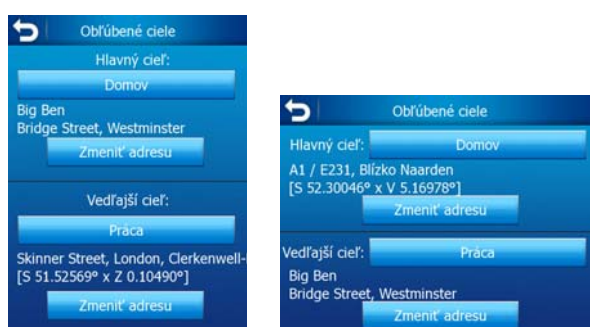 Obľúbené ciele
Hlavný cieľ:
Domov
Big Ben
Bridge Street, Westminster
Zmeniť adresu
Vedľajší cieľ:
Práca
Skinner Street, London, Clerkenwell-
[S 51.52569° x Z 0.10490°]
Zmeniť adresu
Obľúbené ciele
Hlavný cieľ: Domov
A1 / E231, Blízko Naarden
[S 52.30046° x V 5.16978°]
Zmeniť adresu
Vedľajší cieľ: Práca
Big Ben
Bridge Street, Westminster
Zmeniť adresu